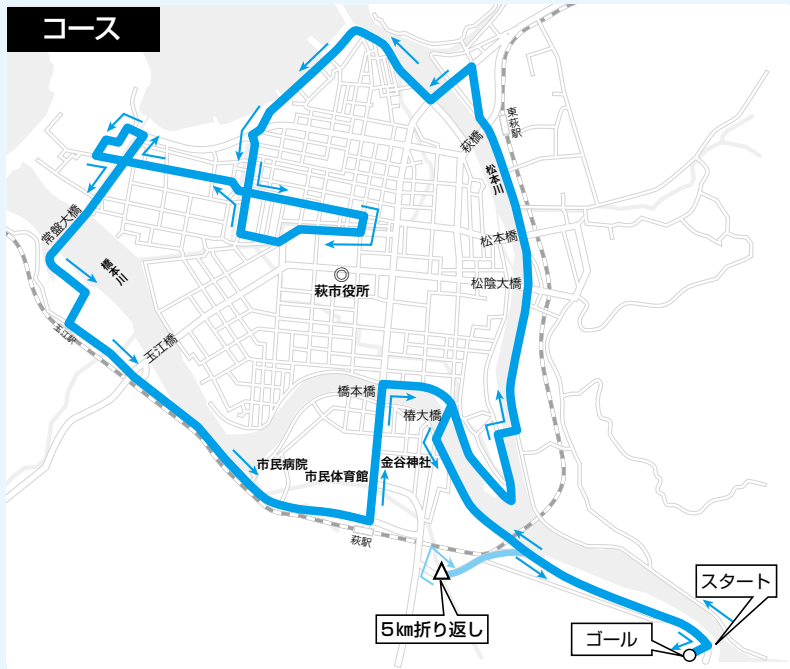 コース
東萩駅
萩橋
松本川
常盤大橋
松本橋
橋本川
松陰大橋
萩市役所
玉江駅
玉江橋
橋本橋
椿大橋
市民病院
金谷神社
市民体育館
萩駅
スタート
5km折り返し
ゴール